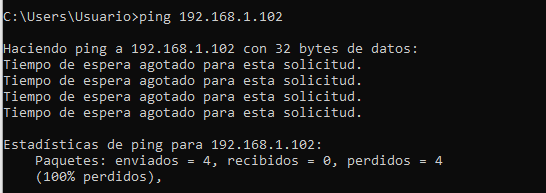 C:\Users\Usuario>ping 192.168.1.102
Haciendo ping a 192.168.1.102 con 32 bytes de datos:
Tiempo de espera agotado para esta solicitud.
Tiempo de espera agotado para esta solicitud.
Tiempo de espera agotado para esta solicitud.
Tiempo de espera agotado para esta solicitud.
Estadísticas de ping para 192.168.1.102:
Paquetes: enviados = 4, recibidos = 0, perdidos = 4
(100% perdidos),